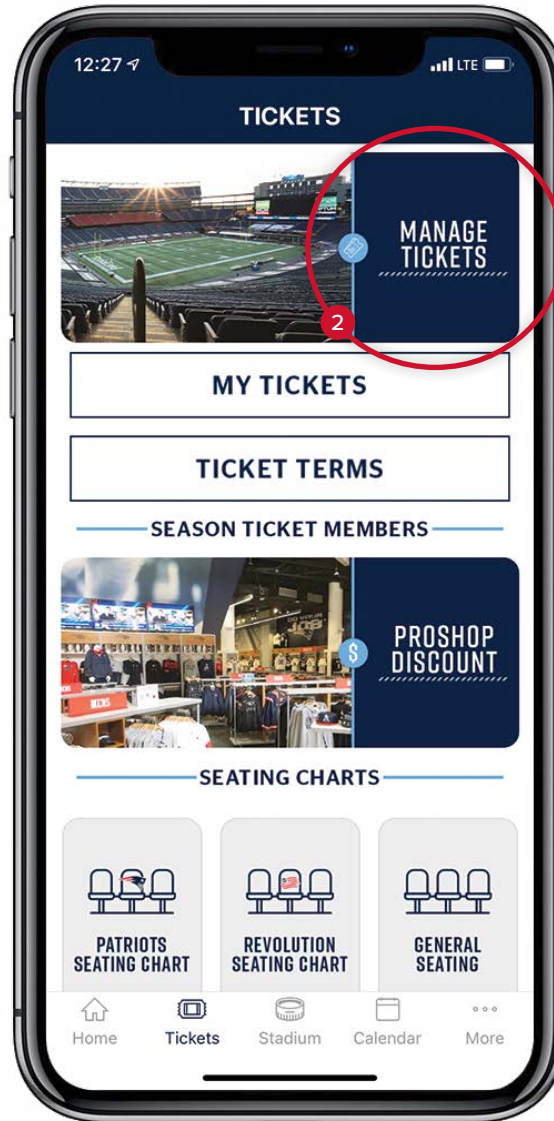 12:27
LTE
TICKETS
MANAGE
TICKETS
2
MY TICKETS
TICKET TERMS
SEASON TICKET MEMBERS
MENS
$
PROSHOP
DISCOUNT
SEATING CHARTS
PATRIOTS
SEATING CHART
REVOLUTION
SEATING CHART
GENERAL
SEATING
Home
Tickets
Stadium
Calendar
More